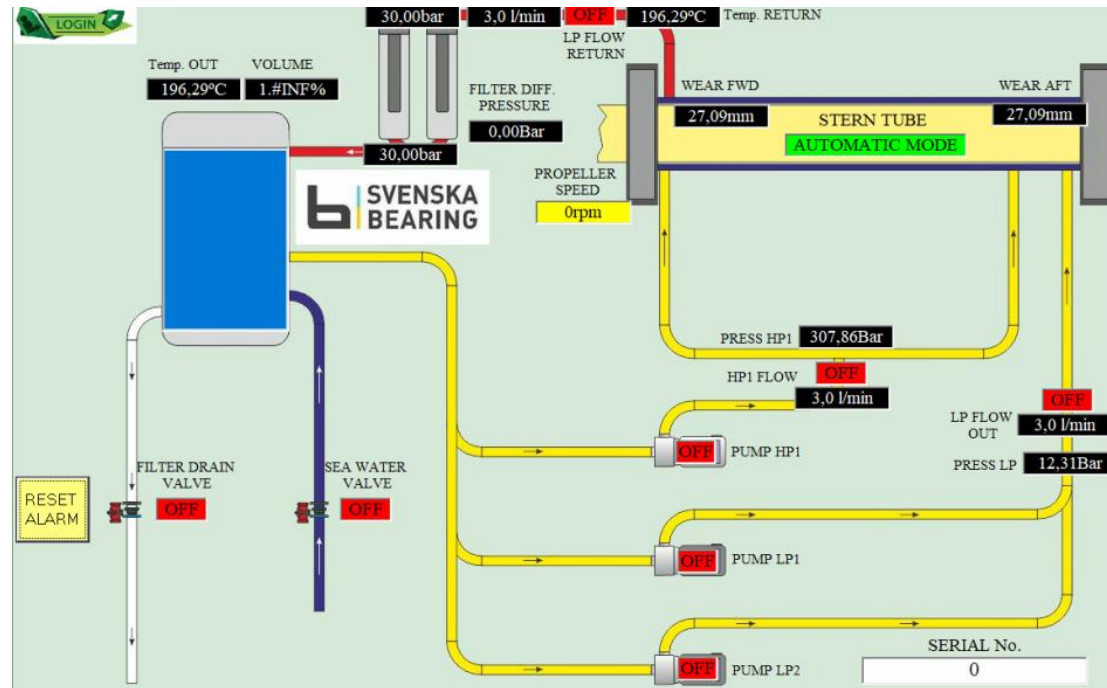 LOGIN
30,00bar
3,0 l/min
OFF
196,29ºC
Temp. RETURN
LP FLOW
RETURN
Temp. OUT
VOLUME
196,29ºC
1.#INF%
FILTER DIFF.
PRESSURE
0,00Bar
30,00bar
WEAR FWD
27,09mm
WEAR AFT
27,09mm
STERN TUBE
AUTOMATIC MODE
PROPELLER
SPEED
0rpm
SVENSKA
BEARING
PRESS HP1
307,86Bar
HP1 FLOW
OFF
3,0 l/min
OFF
LP FLOW
OUT
3,0 l/min
PRESS LP
12,31Bar
OFF
PUMP HP1
FILTER DRAIN
VALVE
OFF
SEA WATER
VALVE
OFF
RESET
ALARM
OFF
PUMP LP1
OFF
PUMP LP2
SERIAL No.
0